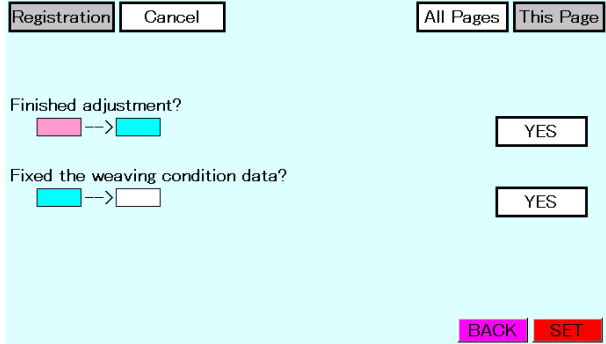 Registration Cancel All Pages This Page
Finished adjustment?
-->
YES
Fixed the weaving condition data?
-->
YES
BACK SET